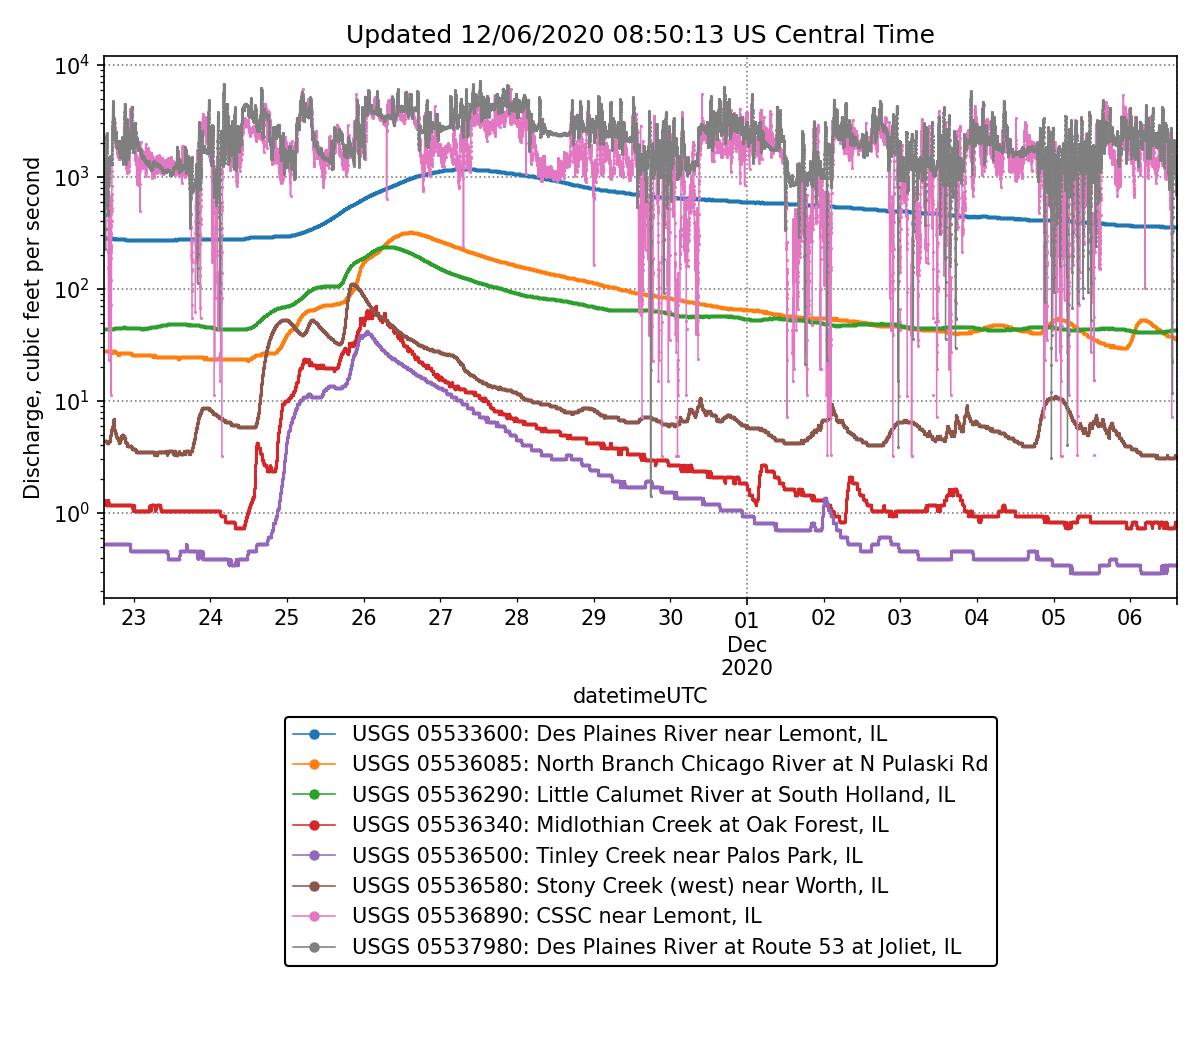 Updated 12/06/2020 08:50:13 US Central Time
Discharge, cubic feet per second
10^4
10^3
10^2
10^1
10^0
23 24 25 26 27 28 29 30 01 02 03 04 05 06
Dec
2020
datetimeUTC
USGS 05533600: Des Plaines River near Lemont, IL
USGS 05536085: North Branch Chicago River at N Pulaski Rd
USGS 05536290: Little Calumet River at South Holland, IL
USGS 05536340: Midlothian Creek at Oak Forest, IL
USGS 05536500: Tinley Creek near Palos Park, IL
USGS 05536580: Stony Creek (west) near Worth, IL
USGS 05536890: CSSC near Lemont, IL
USGS 05537980: Des Plaines River at Route 53 at Joliet, IL